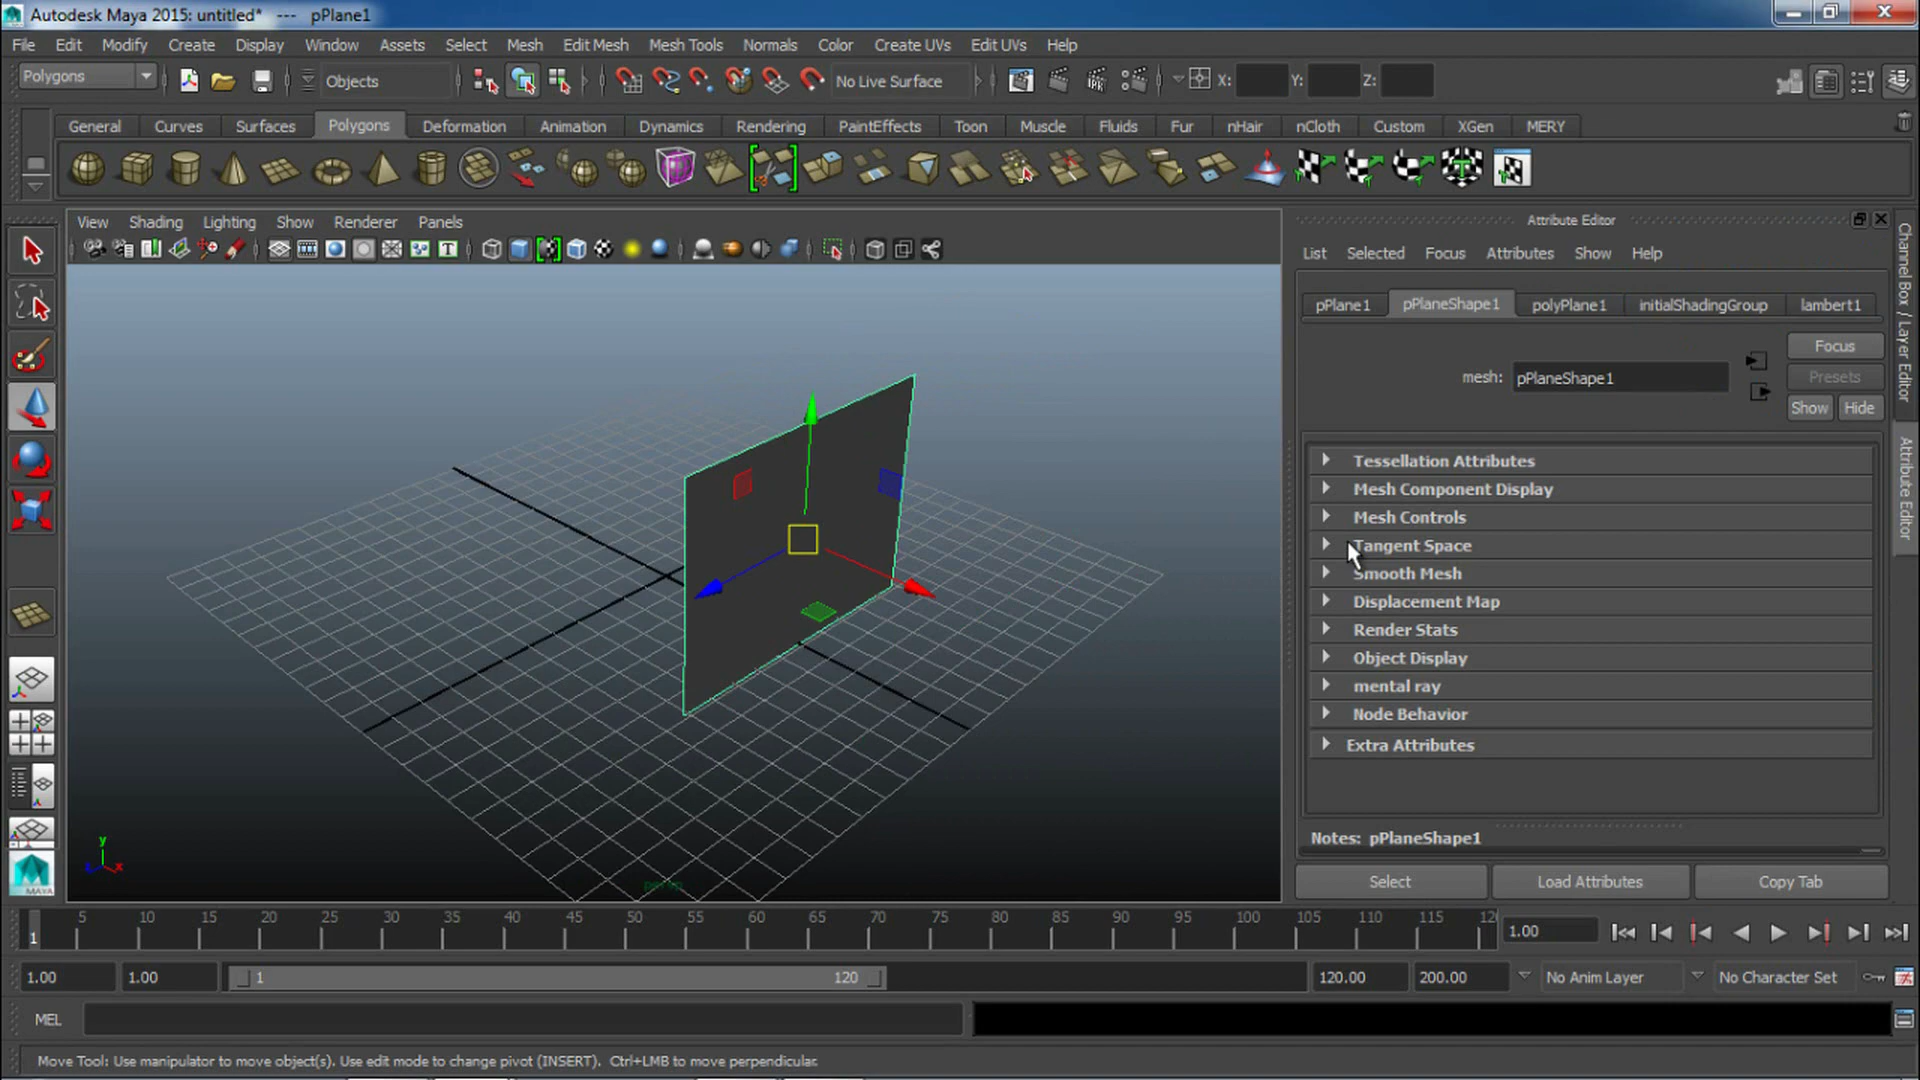 Autodesk Maya 2015: untitled* --- pPlane1
File Edit Modify Create Display Window Assets Select Mesh Edit Mesh Mesh Tools Normals Color Create UVs Edit UVs Help
Polygons Objects No Live Surface X: Y: Z:
General Curves Surfaces Polygons Deformation Animation Dynamics Rendering PaintEffects Toon Muscle Fluids Fur nHair nCloth Custom XGen MERY
View Shading Lighting Show Renderer Panels
Attribute Editor
List Selected Focus Attributes Show Help
pPlane1 pPlaneShape1 polyPlane1 initialShadingGroup lambert1
Focus
mesh: pPlaneShape1 Presets
Show Hide
Tessellation Attributes
Mesh Component Display
Mesh Controls
Tangent Space
Smooth Mesh
Displacement Map
Render Stats
Object Display
mental ray
Node Behavior
Extra Attributes
Notes: pPlaneShape1
Select Load Attributes Copy Tab
Channel Box / Layer Editor
Attribute Editor
y
x
persp
MAYA
5 10 15 20 25 30 35 40 45 50 55 60 65 70 75 80 85 90 95 100 105 110 115 12
1 1.00
1.00 1.00 1 120 120.00 200.00 No Anim Layer No Character Set
MEL
Move Tool: Use manipulator to move object(s). Use edit mode to change pivot (INSERT). Ctrl+LMB to move perpendicular.